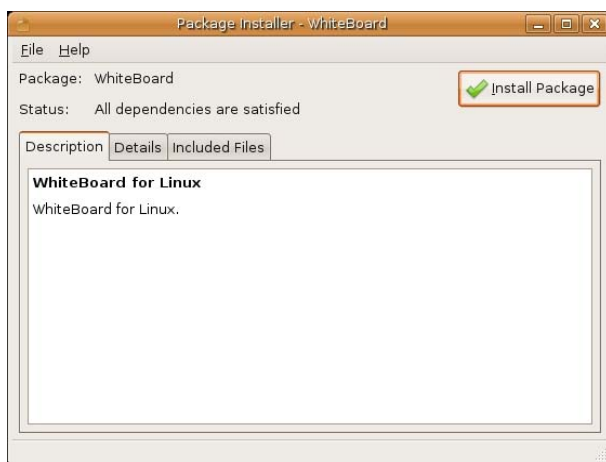 Package Installer - WhiteBoard
File Help
Package: WhiteBoard
Install Package
Status: All dependencies are satisfied
Description Details Included Files
WhiteBoard for Linux
WhiteBoard for Linux.